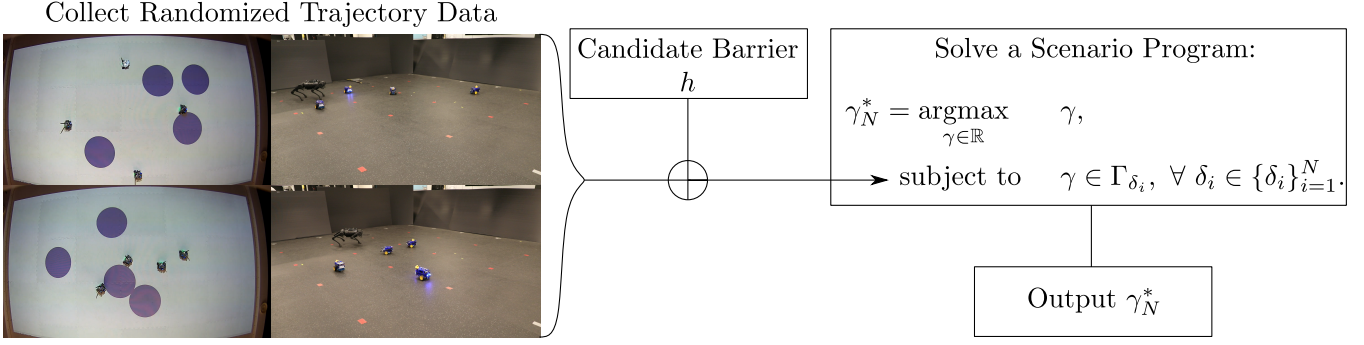 Collect Randomized Trajectory Data
Candidate Barrier
h
Solve a Scenario Program:
γ*_N = argmax γ,
γ∈ℝ
subject to γ ∈ Γ_{δ_i}, ∀ δ_i ∈ {δ_i}^N_{i=1}.
Output γ*_N